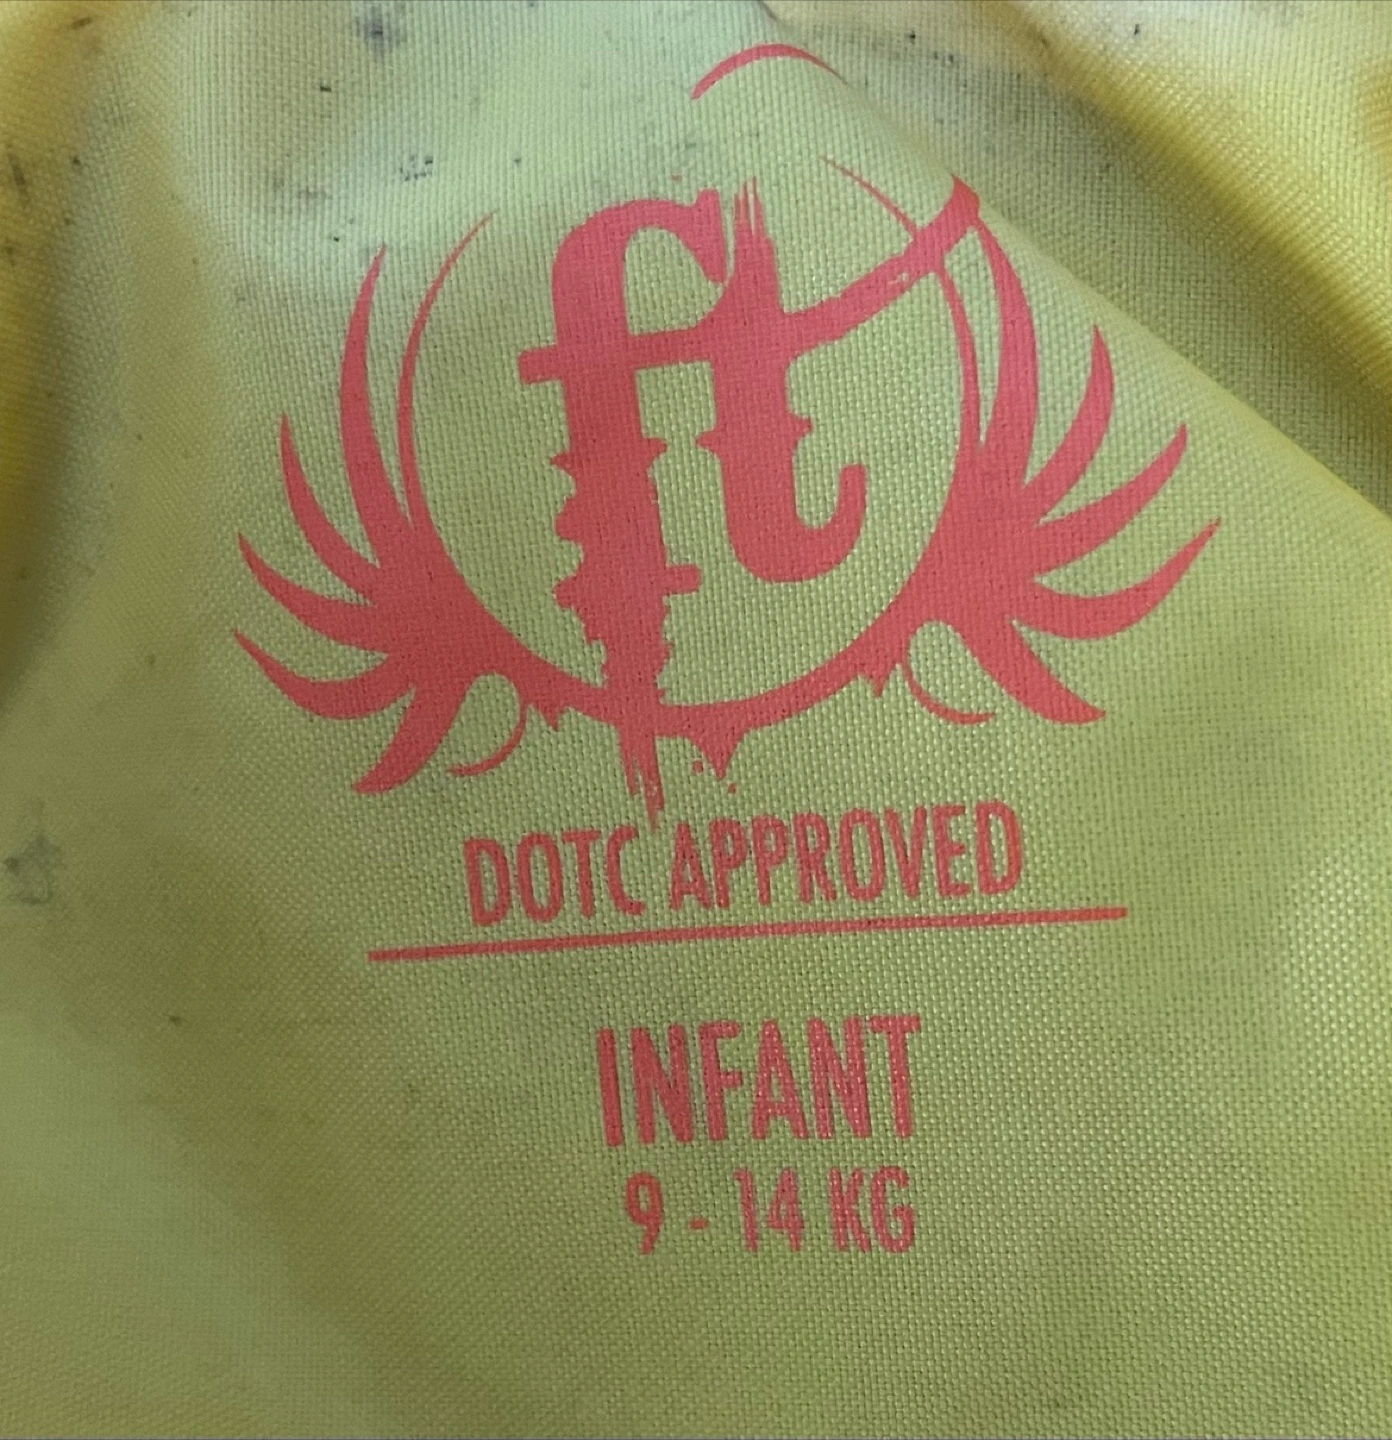 ft
DOTC APPROVED
INFANT
9 - 14 KG